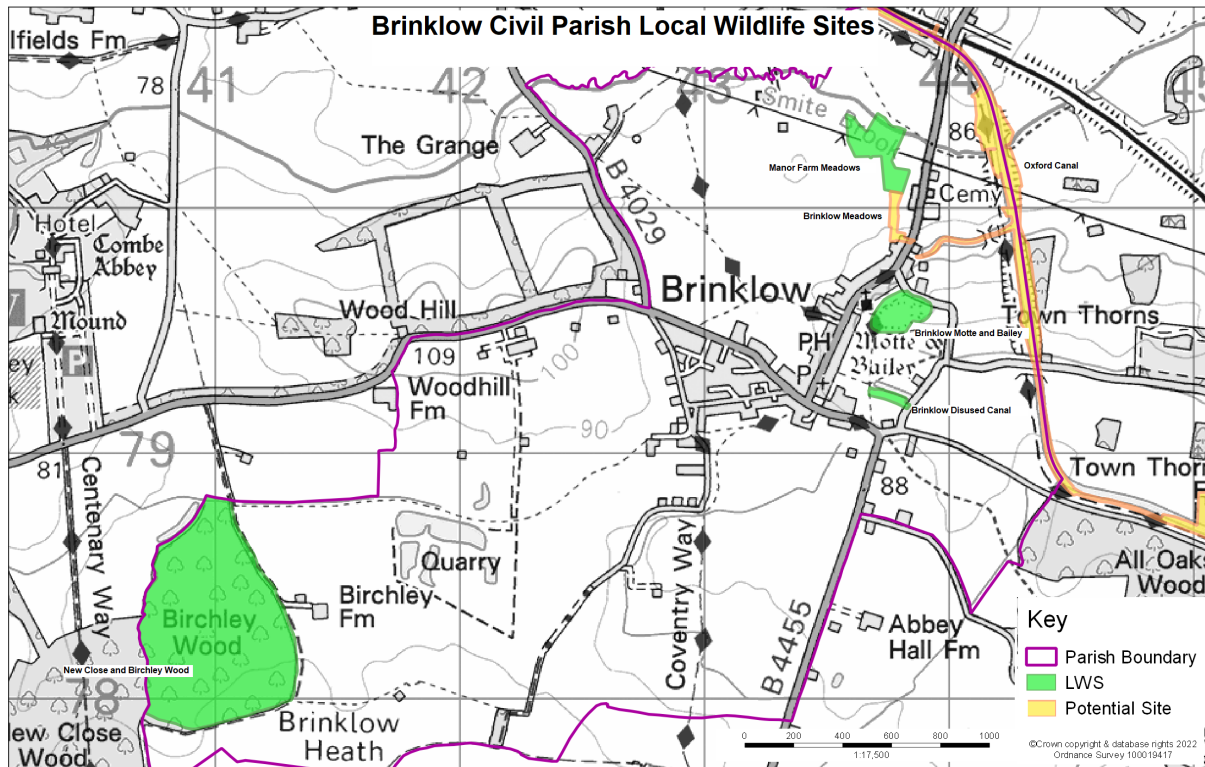 Brinklow Civil Parish Local Wildlife Sites
lfields Fm
78
41
42
43
44
45
The Grange
B 4029
Smite Brook
86
Manor Farm Meadows
Oxford Canal
Cemy
Brinklow Meadows
Hotel
Combe
Abbey
Mound
P
ey
k
Wood Hill
109
100
Woodhill
Fm
Brinklow
PH
P
Motte &
Bailey
Brinklow Motte and Bailey
Town Thorns
Brinklow Disused Canal
90
79
81
Centenary Way
88
Town Thor
F
Quarry
Birchley
Fm
Birchley
Wood
New Close and Birchley Wood
78
Coventry Way
B 4455
Abbey
Hall Fm
All Oak
Wood
Brinklow
Heath
ew Close
Wood
Key
Parish Boundary
LWS
Potential Site
0 200 400 600 800 1000
1:17,500
©Crown copyright & database rights 2022
Ordnance Survey 100019417